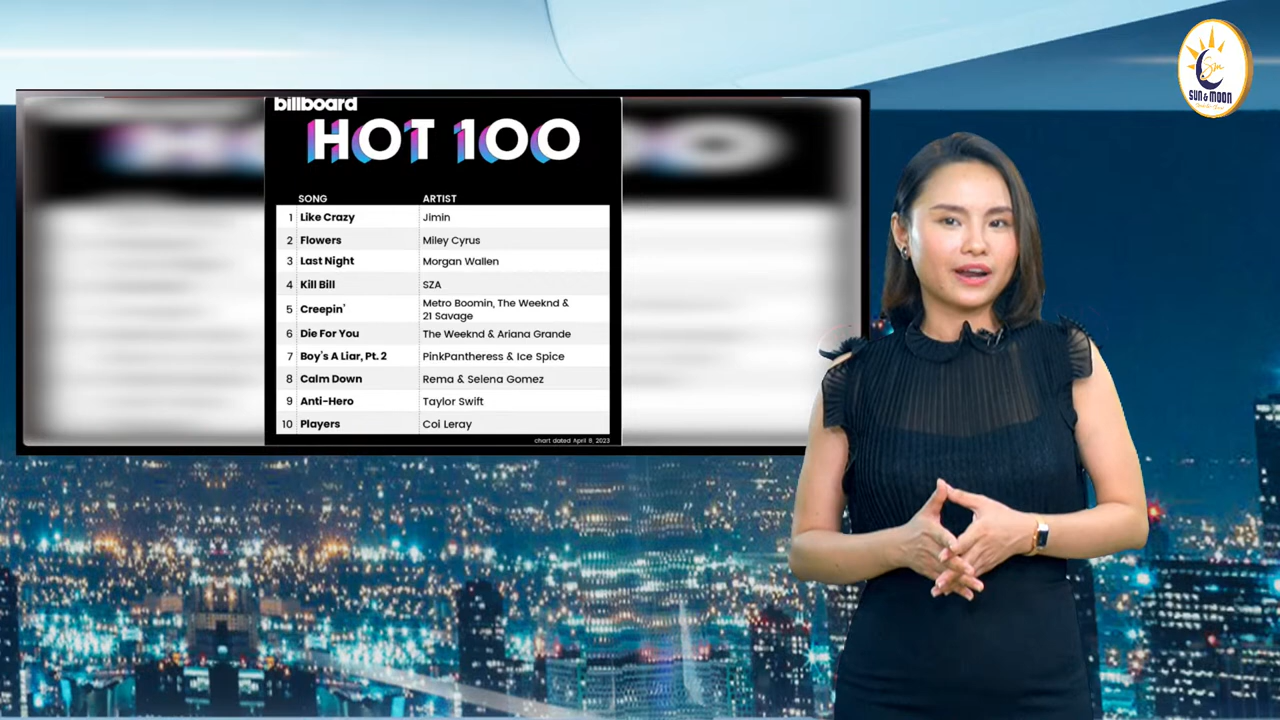 billboard
HOT 100
SONG ARTIST
1 Like Crazy Jimin
2 Flowers Miley Cyrus
3 Last Night Morgan Wallen
4 Kill Bill SZA
5 Creepin' Metro Boomin, The Weeknd &
21 Savage
6 Die For You The Weeknd & Ariana Grande
7 Boy's A Liar, Pt. 2 PinkPantheress & Ice Spice
8 Calm Down Rema & Selena Gomez
9 Anti-Hero Taylor Swift
10 Players Coi Leray
chart dated April 8, 2023
SUN & MOON